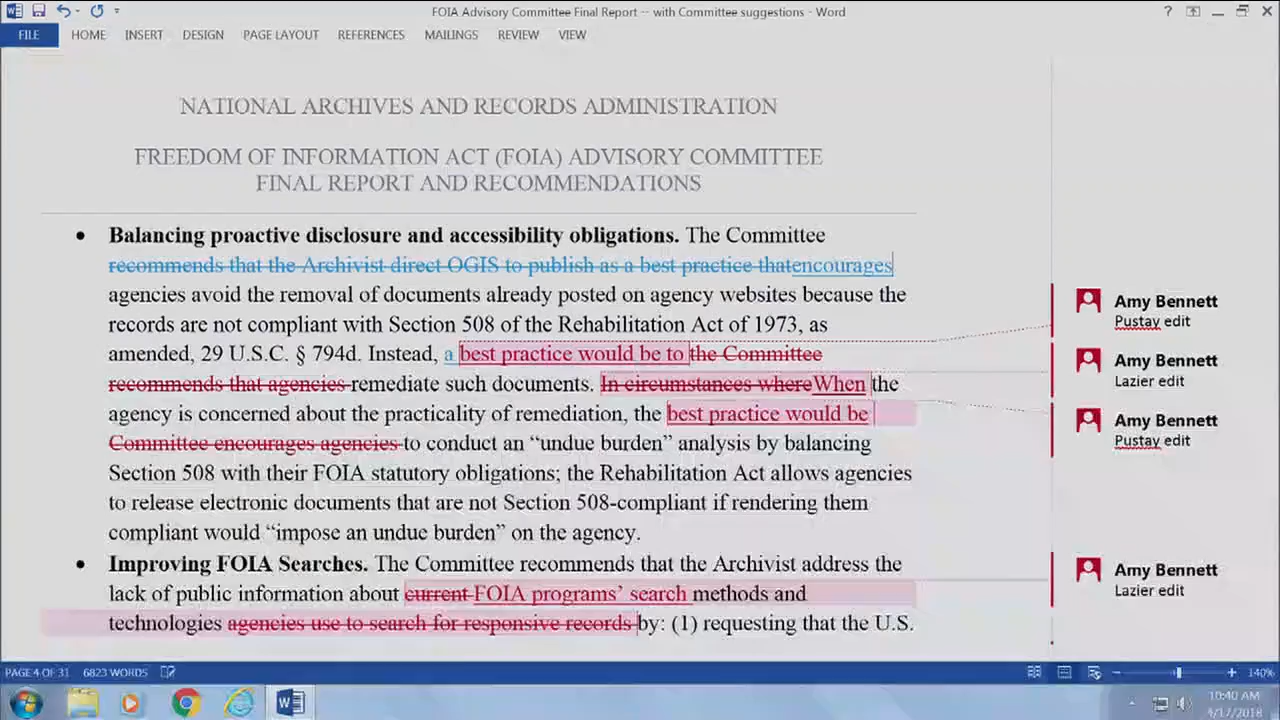 FOIA Advisory Committee Final Report -- with Committee suggestions - Word
FILE HOME INSERT DESIGN PAGE LAYOUT REFERENCES MAILINGS REVIEW VIEW
NATIONAL ARCHIVES AND RECORDS ADMINISTRATION
FREEDOM OF INFORMATION ACT (FOIA) ADVISORY COMMITTEE
FINAL REPORT AND RECOMMENDATIONS
• Balancing proactive disclosure and accessibility obligations. The Committee
recommends that the Archivist direct OGIS to publish as a best practice thatencourages
agencies avoid the removal of documents already posted on agency websites because the
records are not compliant with Section 508 of the Rehabilitation Act of 1973, as
amended, 29 U.S.C. § 794d. Instead, a best practice would be to the Committee
recommends that agencies remediate such documents. In circumstances whereWhen the
agency is concerned about the practicality of remediation, the best practice would be
Committee encourages agencies to conduct an “undue burden” analysis by balancing
Section 508 with their FOIA statutory obligations; the Rehabilitation Act allows agencies
to release electronic documents that are not Section 508-compliant if rendering them
compliant would “impose an undue burden” on the agency.
• Improving FOIA Searches. The Committee recommends that the Archivist address the
lack of public information about current FOIA programs’ search methods and
technologies agencies use to search for responsive records by: (1) requesting that the U.S.
Amy Bennett
Pustay edit
Amy Bennett
Lazier edit
Amy Bennett
Pustay edit
Amy Bennett
Lazier edit
PAGE 4 OF 31 6823 WORDS
140%
10:40 AM
4/17/2018